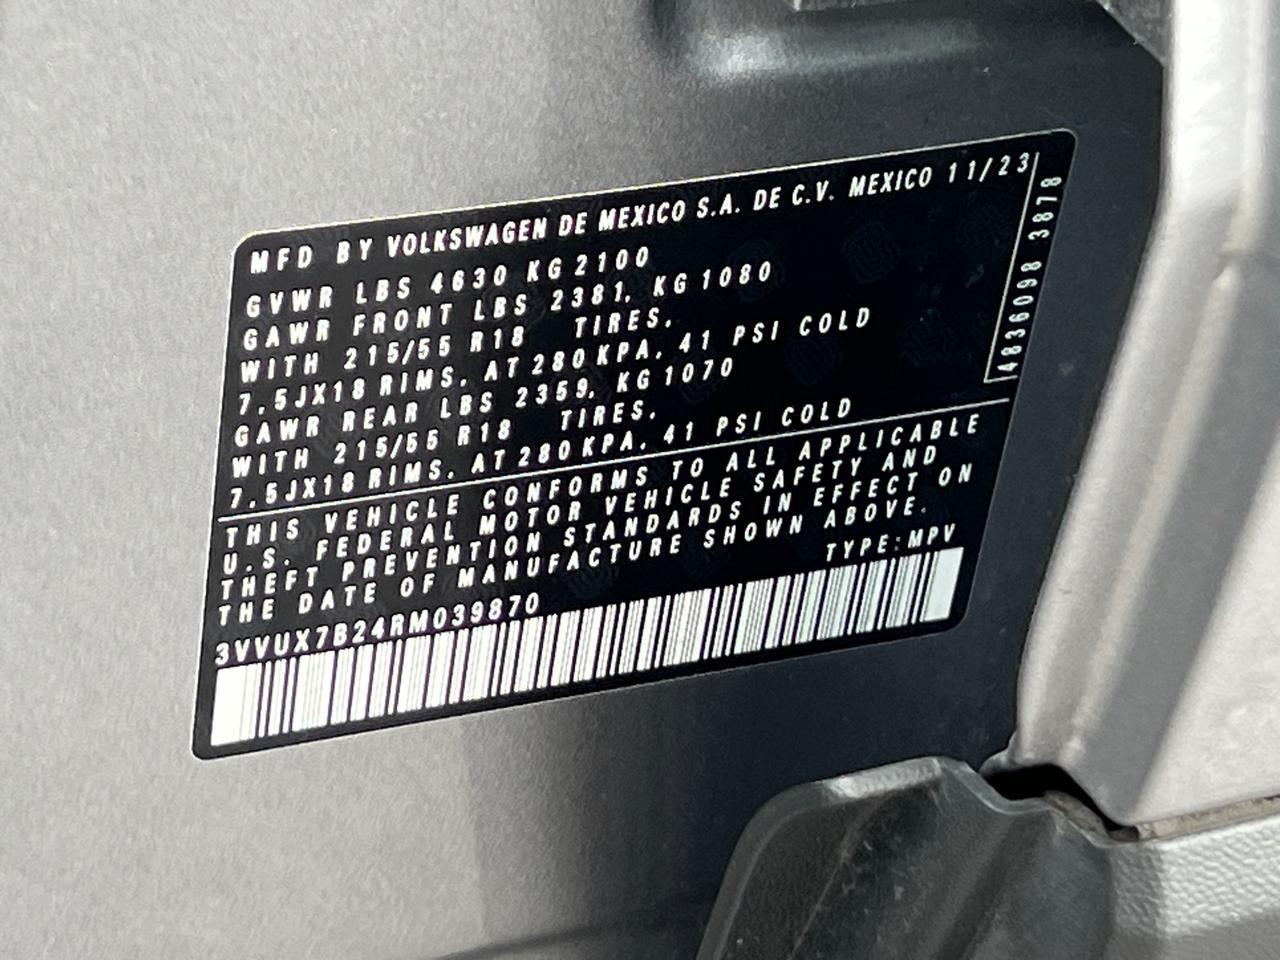 MFD BY VOLKSWAGEN DE MEXICO S.A. DE C.V. MEXICO 11/23
GVWR LBS 4630 KG 2100
GAWR FRONT LBS 2381, KG 1080
WITH 215/55 R18 TIRES,
7,5JX18 RIMS, AT 280 KPA, 41 PSI COLD
GAWR REAR LBS 2359, KG 1070
WITH 215/55 R18 TIRES,
7,5JX18 RIMS, AT 280 KPA, 41 PSI COLD
4836098 3878
THIS VEHICLE CONFORMS TO ALL APPLICABLE
U.S. FEDERAL MOTOR VEHICLE SAFETY AND
THEFT PREVENTION STANDARDS IN EFFECT ON
THE DATE OF MANUFACTURE SHOWN ABOVE.
TYPE:MPV
3VVUX7B24RM039870